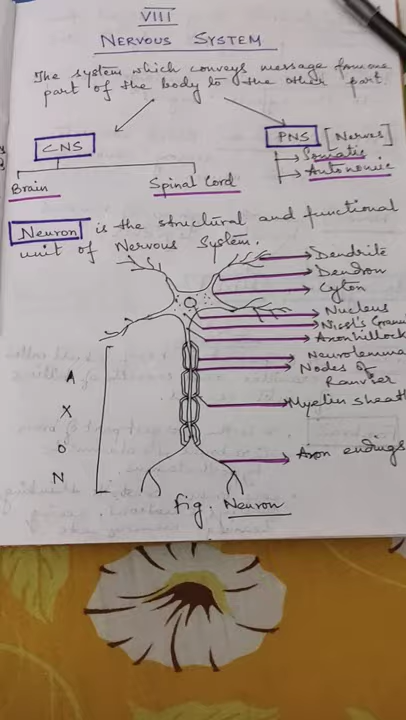 VIII
NERVOUS SYSTEM
The system which conveys message from one
part of the body to the other part
CNS
PNS [Nerves]
Somatic
Autonomic
Brain
Spinal Cord
Neuron is the structural and functional
unit of Nervous System.
Dendrite
Dendron
Cyton
Nucleus
Axon hillock
Neurolemma
Nodes of
Ranvier
Myelin sheath
Axon endings
A
X
O
N
Fig. Neuron